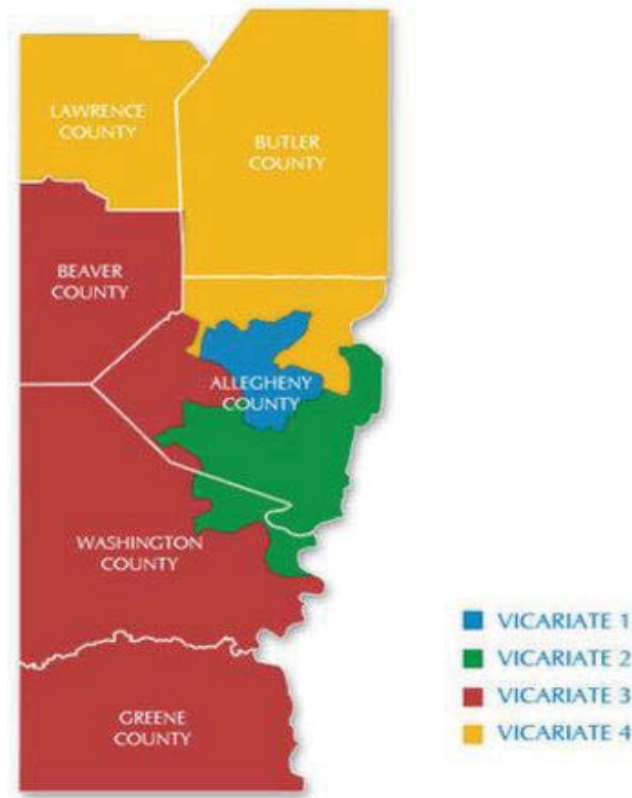 LAWRENCE
COUNTY
BUTLER
COUNTY
BEAVER
COUNTY
ALLEGHENY
COUNTY
WASHINGTON
COUNTY
GREENE
COUNTY
VICARIATE 1
VICARIATE 2
VICARIATE 3
VICARIATE 4